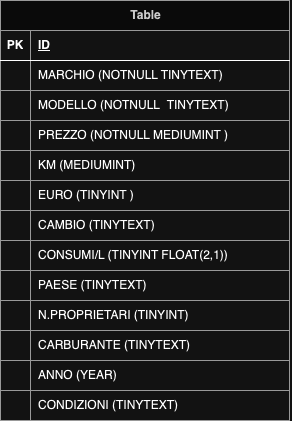 Table
PK ID
MARCHIO (NOTNULL TINYTEXT)
MODELLO (NOTNULL  TINYTEXT)
PREZZO (NOTNULL MEDIUMINT )
KM (MEDIUMINT)
EURO (TINYINT )
CAMBIO (TINYTEXT)
CONSUMI/L (TINYINT FLOAT(2,1))
PAESE (TINYTEXT)
N.PROPRIETARI (TINYINT)
CARBURANTE (TINYTEXT)
ANNO (YEAR)
CONDIZIONI (TINYTEXT)